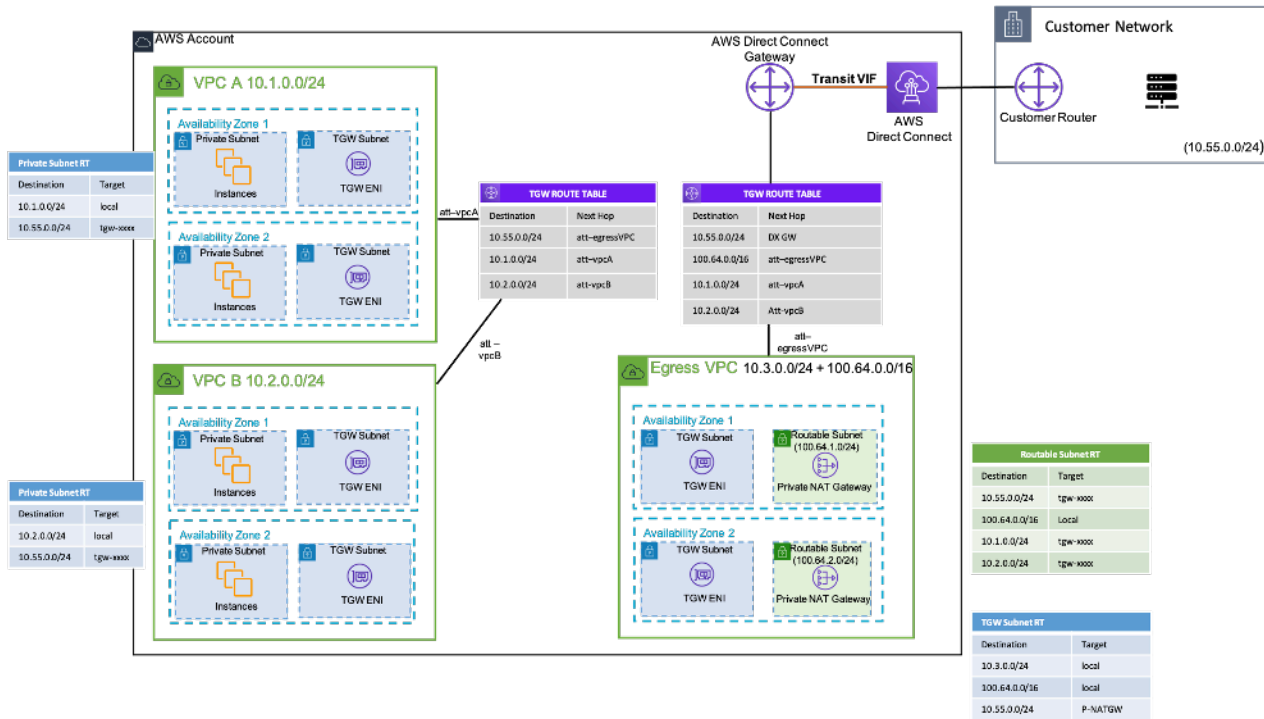 AWS Account
VPC A 10.1.0.0/24
Availability Zone 1
Private Subnet
Instances
TGW Subnet
TGW ENI
Availability Zone 2
Private Subnet
Instances
TGW Subnet
TGW ENI
Private Subnet RT
Destination Target
10.1.0.0/24 local
10.55.0.0/24 tgw-xxxx
att-vpcA
TGW ROUTE TABLE
Destination Next Hop
10.55.0.0/24 att-egressVPC
10.1.0.0/24 att-vpcA
10.2.0.0/24 att-vpcB
att –
vpcB
AWS Direct Connect
Gateway
Transit VIF
AWS
Direct Connect
Customer Network
Customer Router
(10.55.0.0/24)
TGW ROUTE TABLE
Destination Next Hop
10.55.0.0/24 DX GW
100.64.0.0/16 att-egressVPC
10.1.0.0/24 att-vpcA
10.2.0.0/24 Att-vpcB
att–
egressVPC
VPC B 10.2.0.0/24
Availability Zone 1
Private Subnet
Instances
TGW Subnet
TGW ENI
Availability Zone 2
Private Subnet
Instances
TGW Subnet
TGW ENI
Private Subnet RT
Destination Target
10.2.0.0/24 local
10.55.0.0/24 tgw-xxxx
Egress VPC 10.3.0.0/24 + 100.64.0.0/16
Availability Zone 1
TGW Subnet
TGW ENI
Routable Subnet
(100.64.1.0/24)
Private NAT Gateway
Availability Zone 2
TGW Subnet
TGW ENI
Routable Subnet
(100.64.2.0/24)
Private NAT Gateway
Routable Subnet RT
Destination Target
10.55.0.0/24 tgw-xxxx
100.64.0.0/16 Local
10.1.0.0/24 tgw-xxxx
10.2.0.0/24 tgw-xxxx
TGW Subnet RT
Destination Target
10.3.0.0/24 local
100.64.0.0/16 local
10.55.0.0/24 P-NATGW